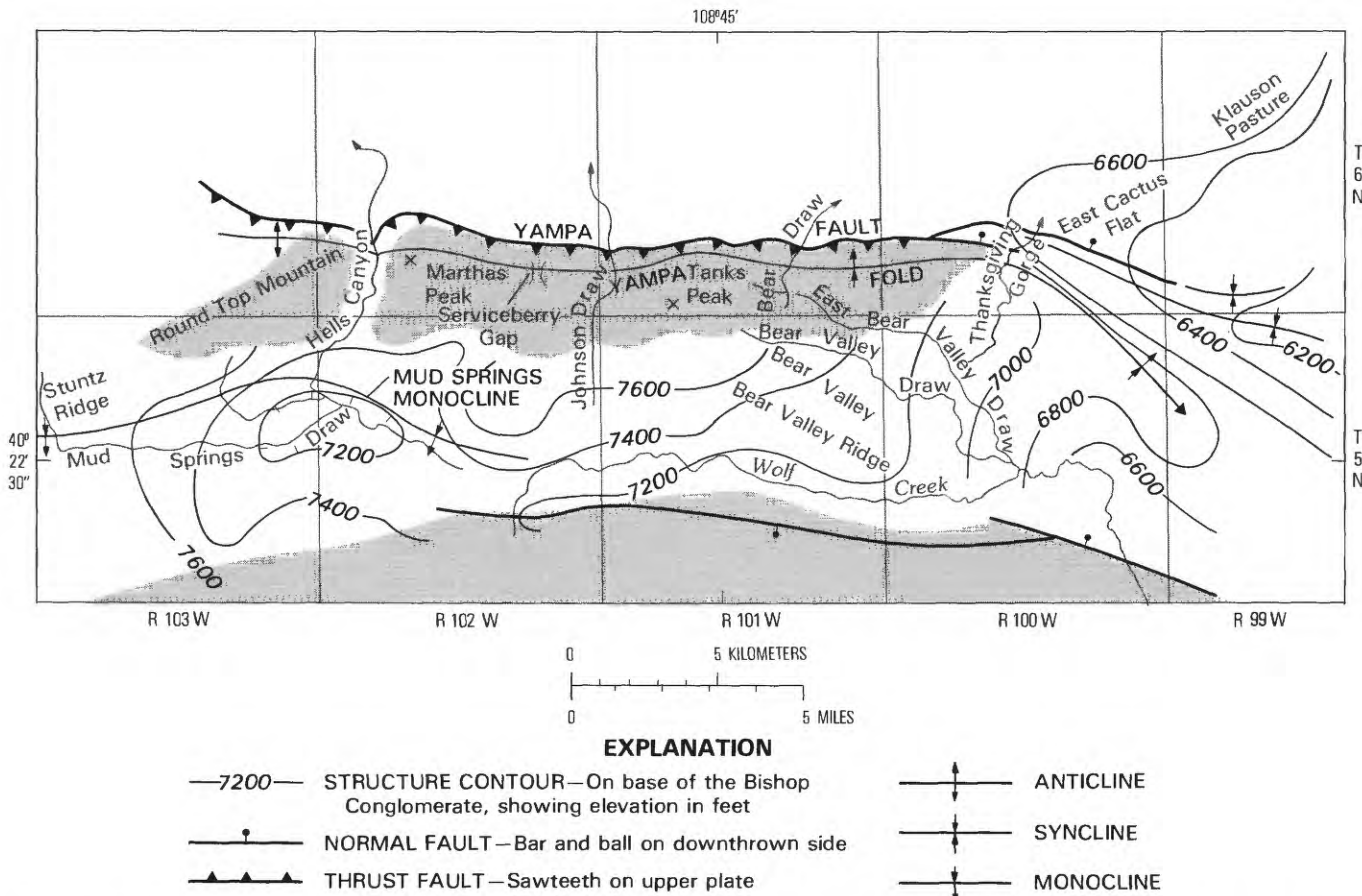 108°45'
Klauson
Pasture
T
6
N
6600
East Cactus
Flat
YAMPA
FAULT
Draw
Thanksgiving
Gorge
Round Top Mountain
Hells Canyon
Marthas
Peak
Serviceberry
Gap
Johnson Draw
YAMPA
Tanks
Peak
Bear
FOLD
East Bear
Valley
Draw
6400
6200
Bear Valley
Draw
Bear Valley
Bear Valley Ridge
7000
6800
6600
Stuntz
Ridge
MUD SPRINGS
MONOCLINE
7600
7400
7200
Wolf
Creek
40°
22'
30"
Mud Springs
Draw
7200
7400
7600
T
5
N
R 103 W
R 102 W
R 101 W
R 100 W
R 99 W
0 5 KILOMETERS
0 5 MILES
EXPLANATION
7200 STRUCTURE CONTOUR—On base of the Bishop
Conglomerate, showing elevation in feet
NORMAL FAULT—Bar and ball on downthrown side
THRUST FAULT—Sawteeth on upper plate
ANTICLINE
SYNCLINE
MONOCLINE